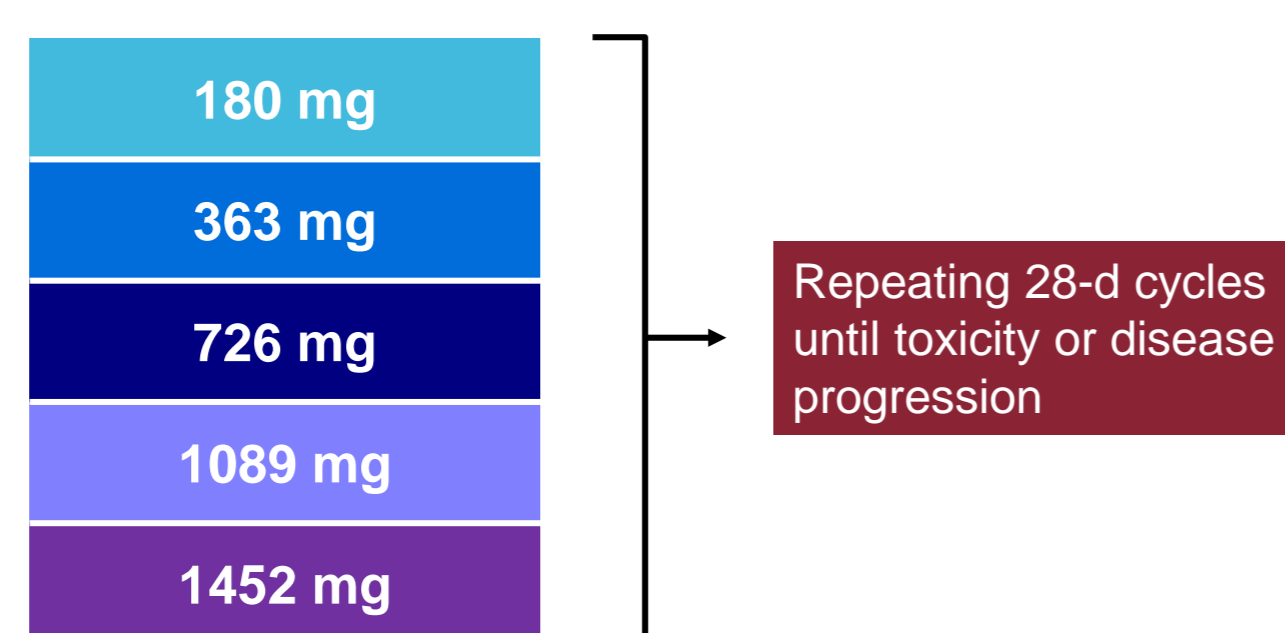 180 mg
363 mg
726 mg
1089 mg
1452 mg
Repeating 28-d cycles
until toxicity or disease
progression